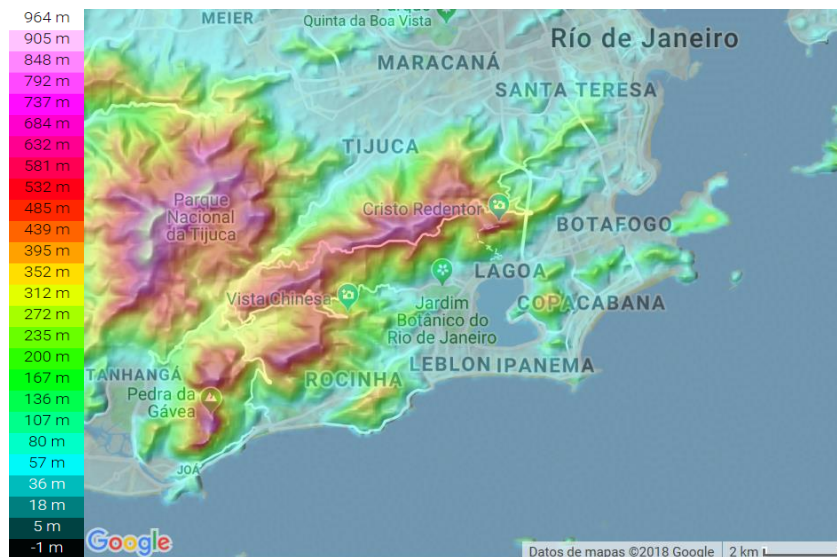 964 m
905 m
848 m
792 m
737 m
684 m
632 m
581 m
532 m
485 m
439 m
395 m
352 m
312 m
272 m
235 m
200 m
167 m
136 m
107 m
80 m
57 m
36 m
18 m
5 m
-1 m
MEIER
Parque
Quinta da Boa Vista
Río de Janeiro
MARACANÁ
SANTA TERESA
TIJUCA
Parque
Nacional
da Tijuca
Cristo Redentor
BOTAFOGO
LAGOA
Vista Chinesa
COPACABANA
Jardim
Botânico do
Rio de Janeiro
LEBLON
IPANEMA
TANHANGÁ
ROCINHA
Pedra da
Gávea
JOÁ
Google
Datos de mapas ©2018 Google
2 km